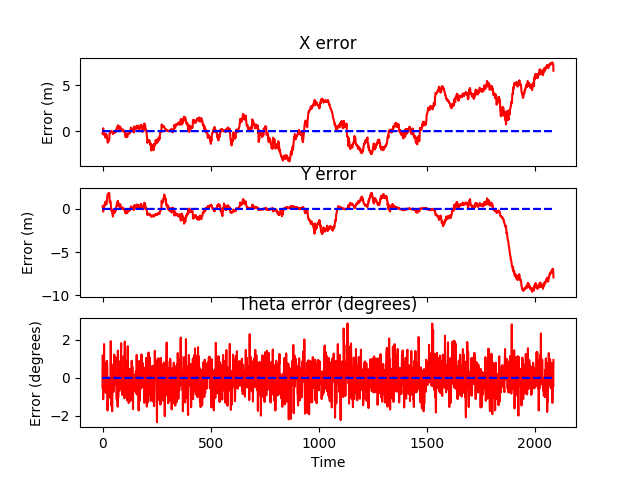 X error
Error (m)
5
0
Y error
Error (m)
0
−5
−10
Theta error (degrees)
Error (degrees)
2
0
−2
0 500 1000 1500 2000
Time